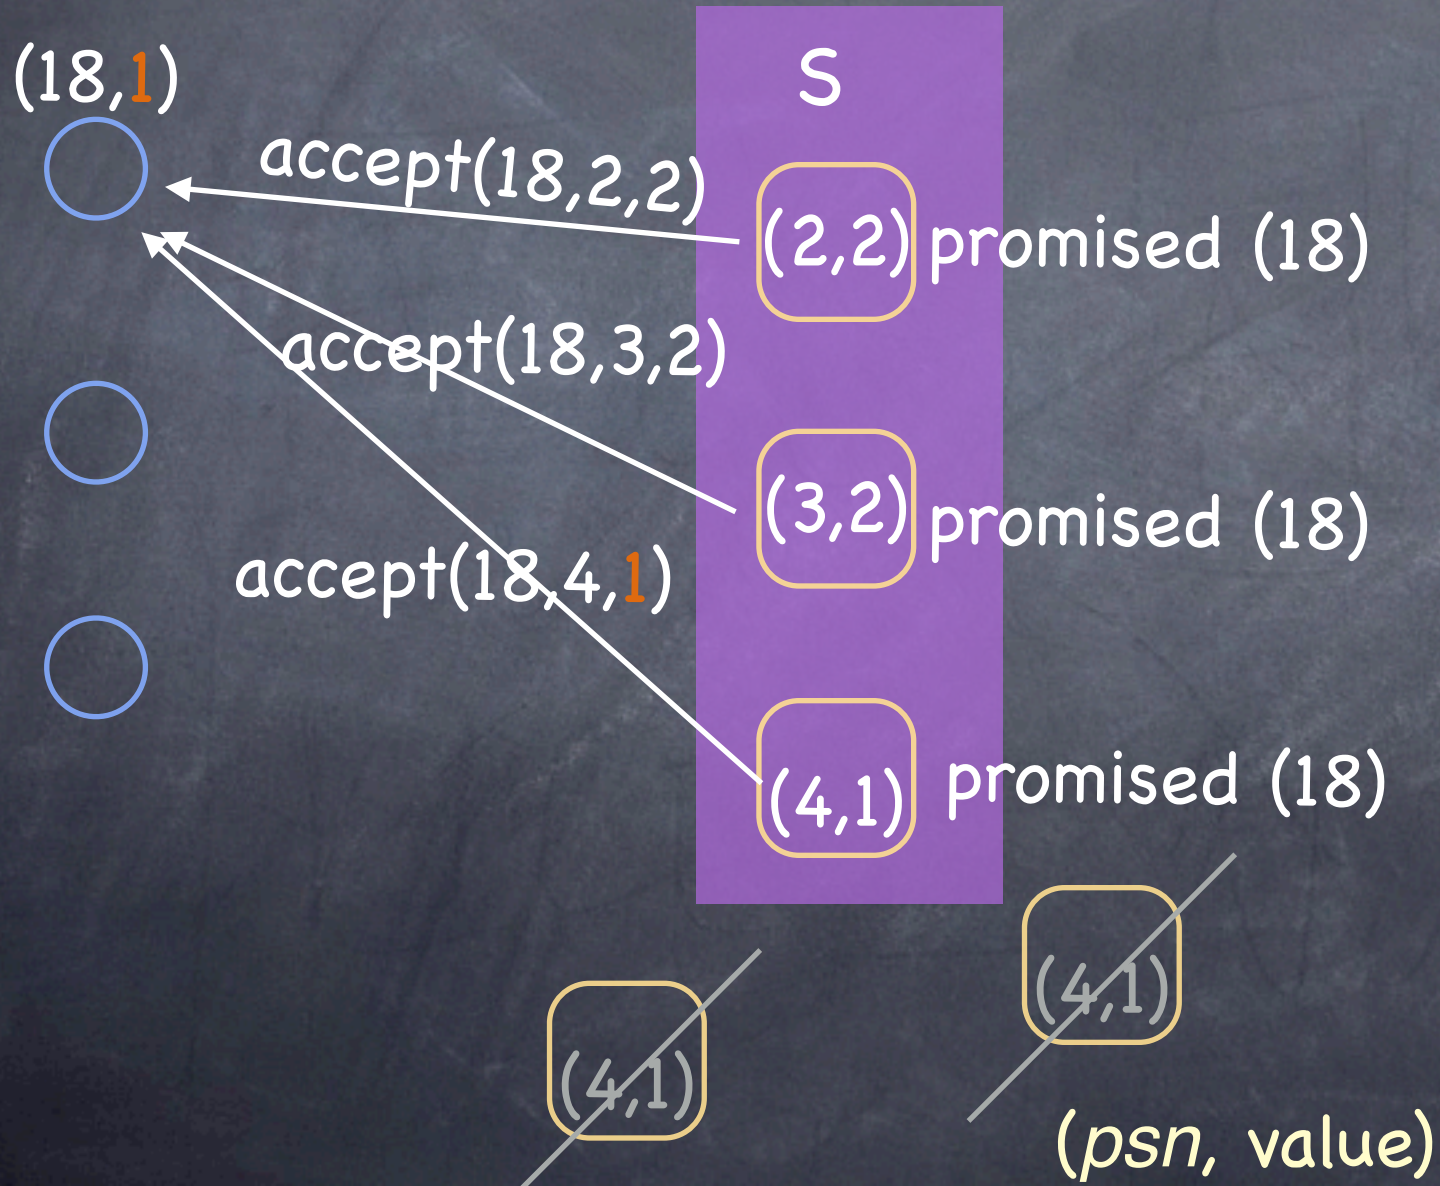 (18,1)
S
accept(18,2,2)
(2,2) promised (18)
accept(18,3,2)
(3,2) promised (18)
accept(18,4,1)
(4,1) promised (18)
(4,1)
(4,1)
(psn, value)